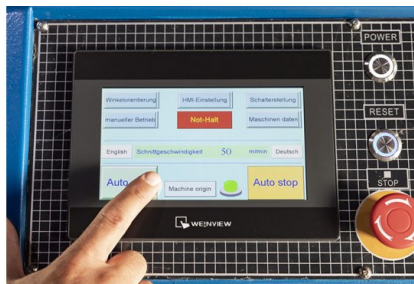 POWER
Winkelorientierung HMI-Einstellung Schalterstellung
manueller Betrieb Not-Halt Maschinen daten
RESET
English Schnittgeschwindigkeit 50 m/min Deutsch
STOP
Auto Machine origin Auto stop
WEINVIEW